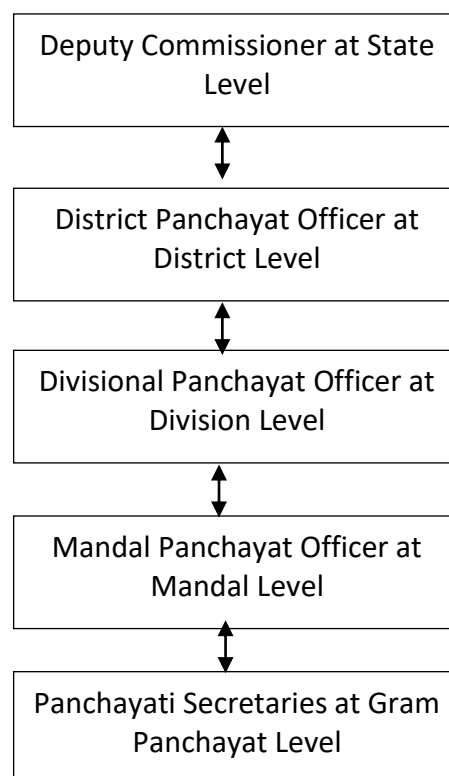 Deputy Commissioner at State
Level
District Panchayat Officer at
District Level
Divisional Panchayat Officer at
Division Level
Mandal Panchayat Officer at
Mandal Level
Panchayati Secretaries at Gram
Panchayat Level